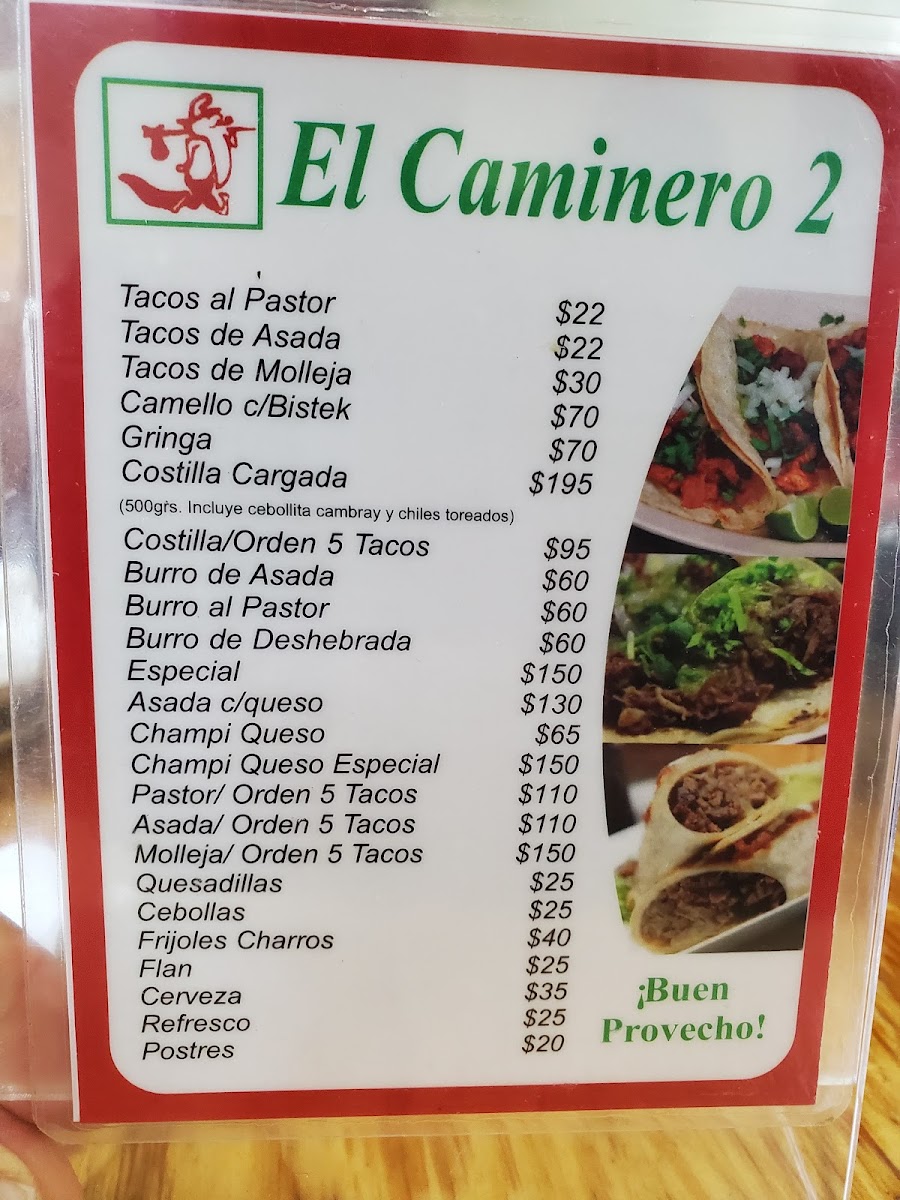 El Caminero 2
Tacos al Pastor $22
Tacos de Asada $22
Tacos de Molleja $30
Camello c/Bistek $70
Gringa $70
Costilla Cargada $195
(500grs. Incluye cebollita cambray y chiles toreados)
Costilla/Orden 5 Tacos $95
Burro de Asada $60
Burro al Pastor $60
Burro de Deshebrada $60
Especial $150
Asada c/queso $130
Champi Queso $65
Champi Queso Especial $150
Pastor/ Orden 5 Tacos $110
Asada/ Orden 5 Tacos $110
Molleja/ Orden 5 Tacos $150
Quesadillas $25
Cebollas $25
Frijoles Charros $40
Flan $25
Cerveza $35
Refresco $25
Postres $20
¡Buen
Provecho!